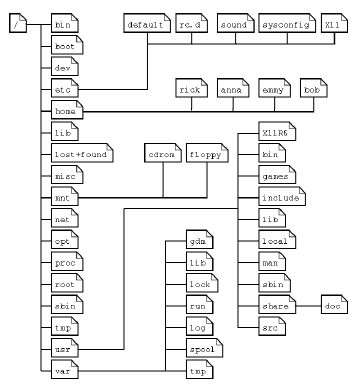 / bin default rc.d sound sysconfig X11
boot
dev
etc rick anna emmy bob
home
lib X11R6
lost+found cdrom floppy bin
misc games
mnt include
net lib
opt gdm local
proc lib man
root lock sbin
sbin run share doc
tmp log src
usr spool
var tmp